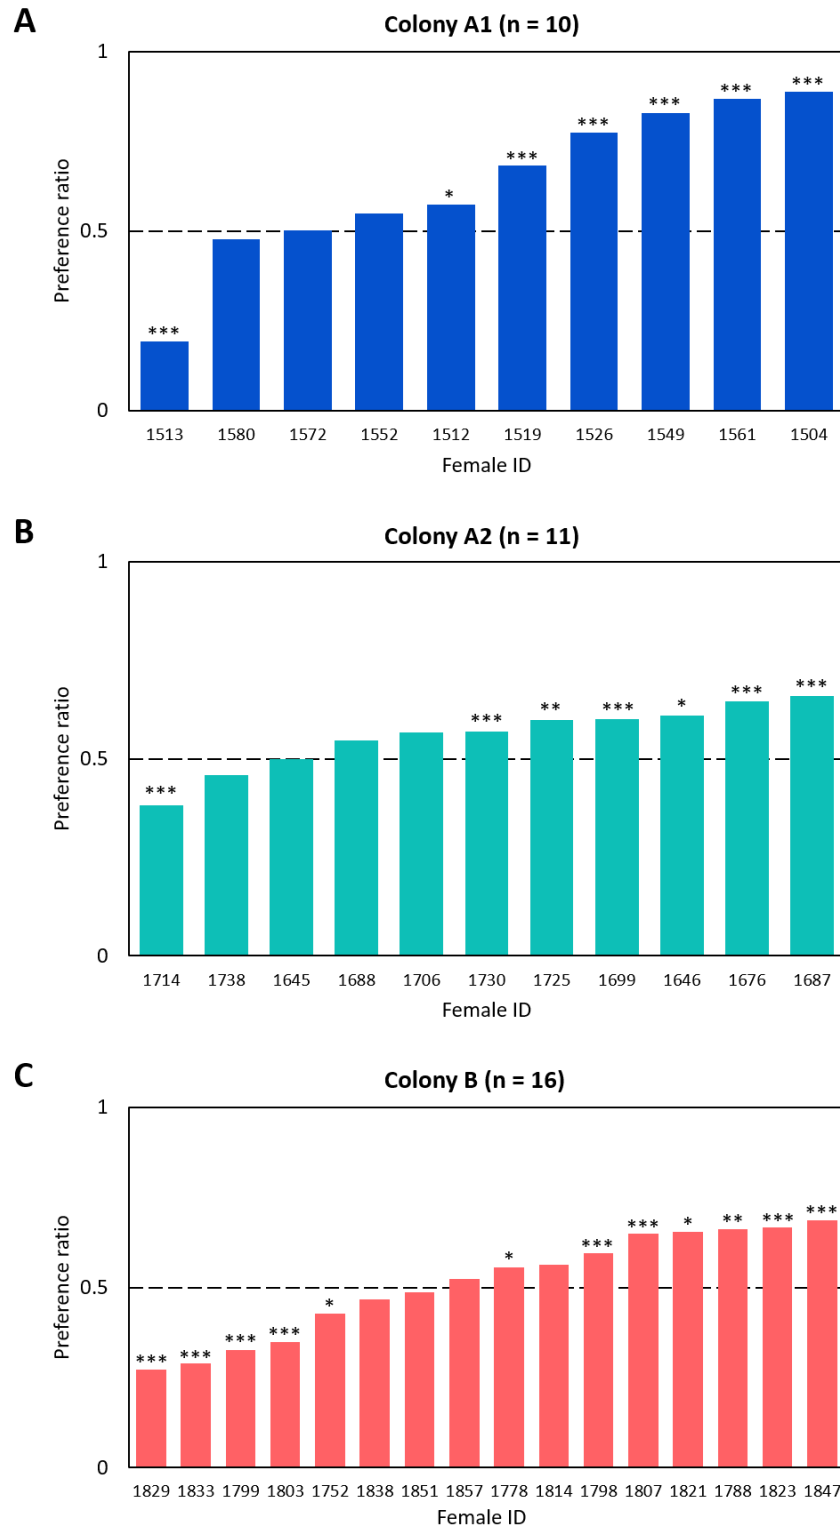 A
Colony A1 (n = 10)
1
***
***
***
***
***
*
0.5
***
0
Preference ratio
1513 1580 1572 1552 1512 1519 1526 1549 1561 1504
Female ID
B
Colony A2 (n = 11)
1
*** ** *** * *** ***
0.5
***
0
Preference ratio
1714 1738 1645 1688 1706 1730 1725 1699 1646 1676 1687
Female ID
C
Colony B (n = 16)
1
* *** *** * ** *** ***
0.5
*** *** *** *** *
0
Preference ratio
1829 1833 1799 1803 1752 1838 1851 1857 1778 1814 1798 1807 1821 1788 1823 1847
Female ID